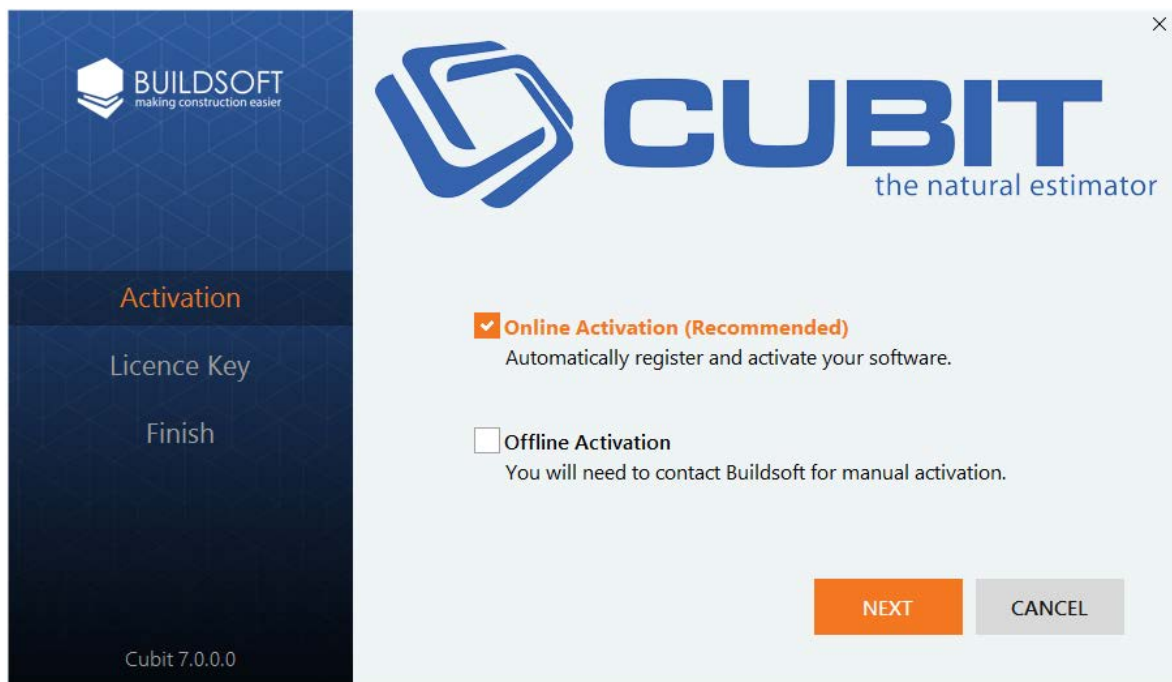 BUILDSOFT
making construction easier
Activation
Licence Key
Finish
Cubit 7.0.0.0
CUBIT
the natural estimator
Online Activation (Recommended)
Automatically register and activate your software.
Offline Activation
You will need to contact Buildsoft for manual activation.
NEXT
CANCEL